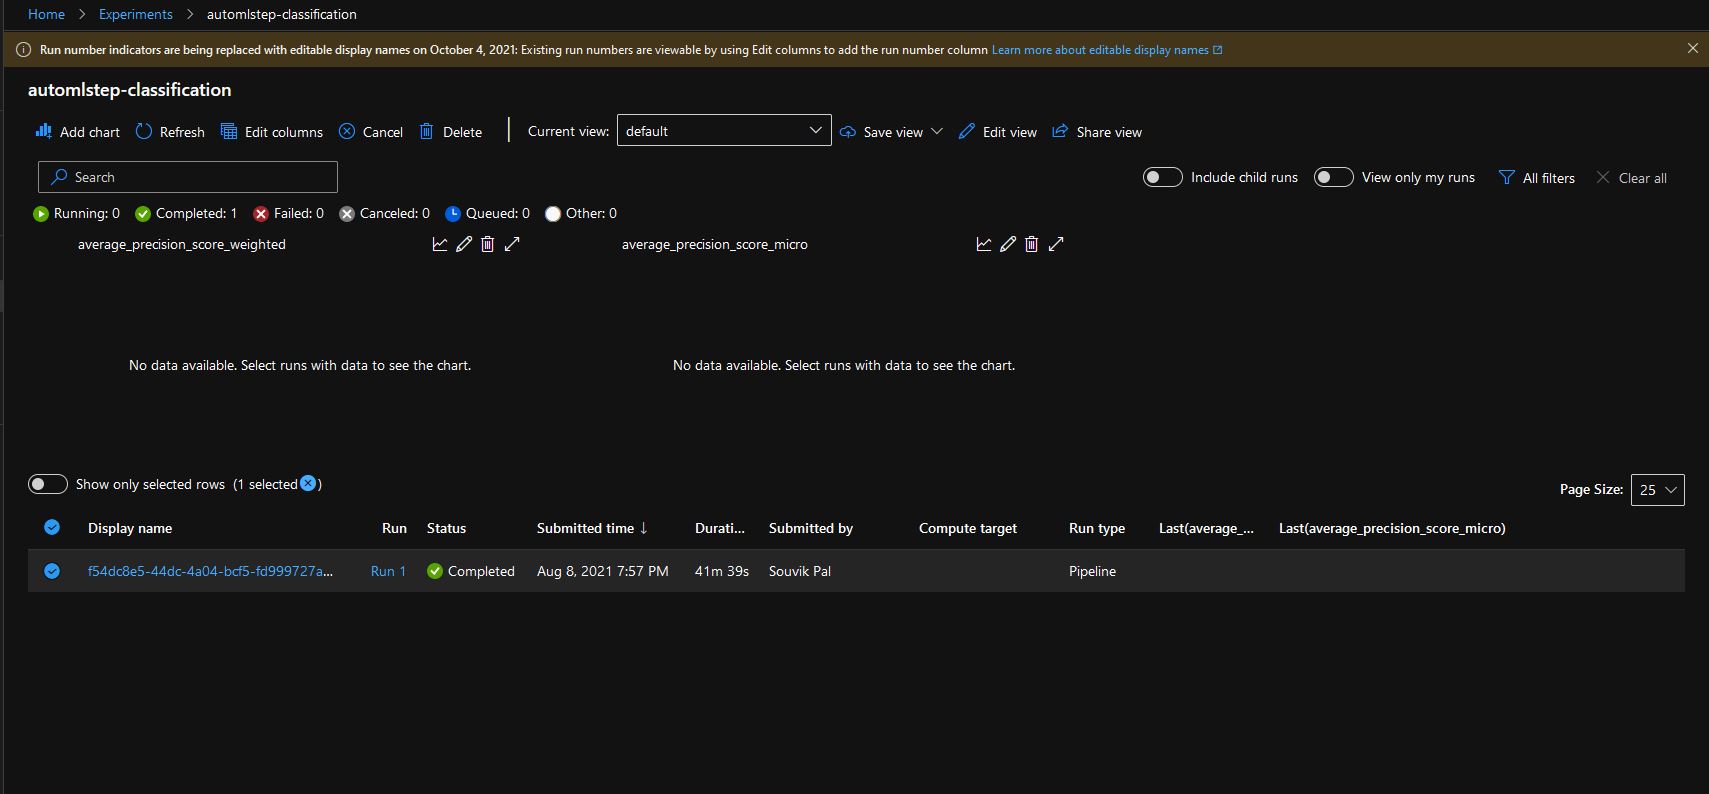 Home > Experiments > automlstep-classification
Run number indicators are being replaced with editable display names on October 4, 2021: Existing run numbers are viewable by using Edit columns to add the run number column Learn more about editable display names
automlstep-classification
Add chart Refresh Edit columns Cancel Delete Current view: default Save view Edit view Share view
Search Include child runs View only my runs All filters Clear all
Running: 0 Completed: 1 Failed: 0 Canceled: 0 Queued: 0 Other: 0
average_precision_score_weighted average_precision_score_micro
No data available. Select runs with data to see the chart. No data available. Select runs with data to see the chart.
Show only selected rows (1 selected ) Page Size: 25
Display name Run Status Submitted time ↓ Durati... Submitted by Compute target Run type Last(average_... Last(average_precision_score_micro)
f54dc8e5-44dc-4a04-bcf5-fd999727a... Run 1 Completed Aug 8, 2021 7:57 PM 41m 39s Souvik Pal Pipeline